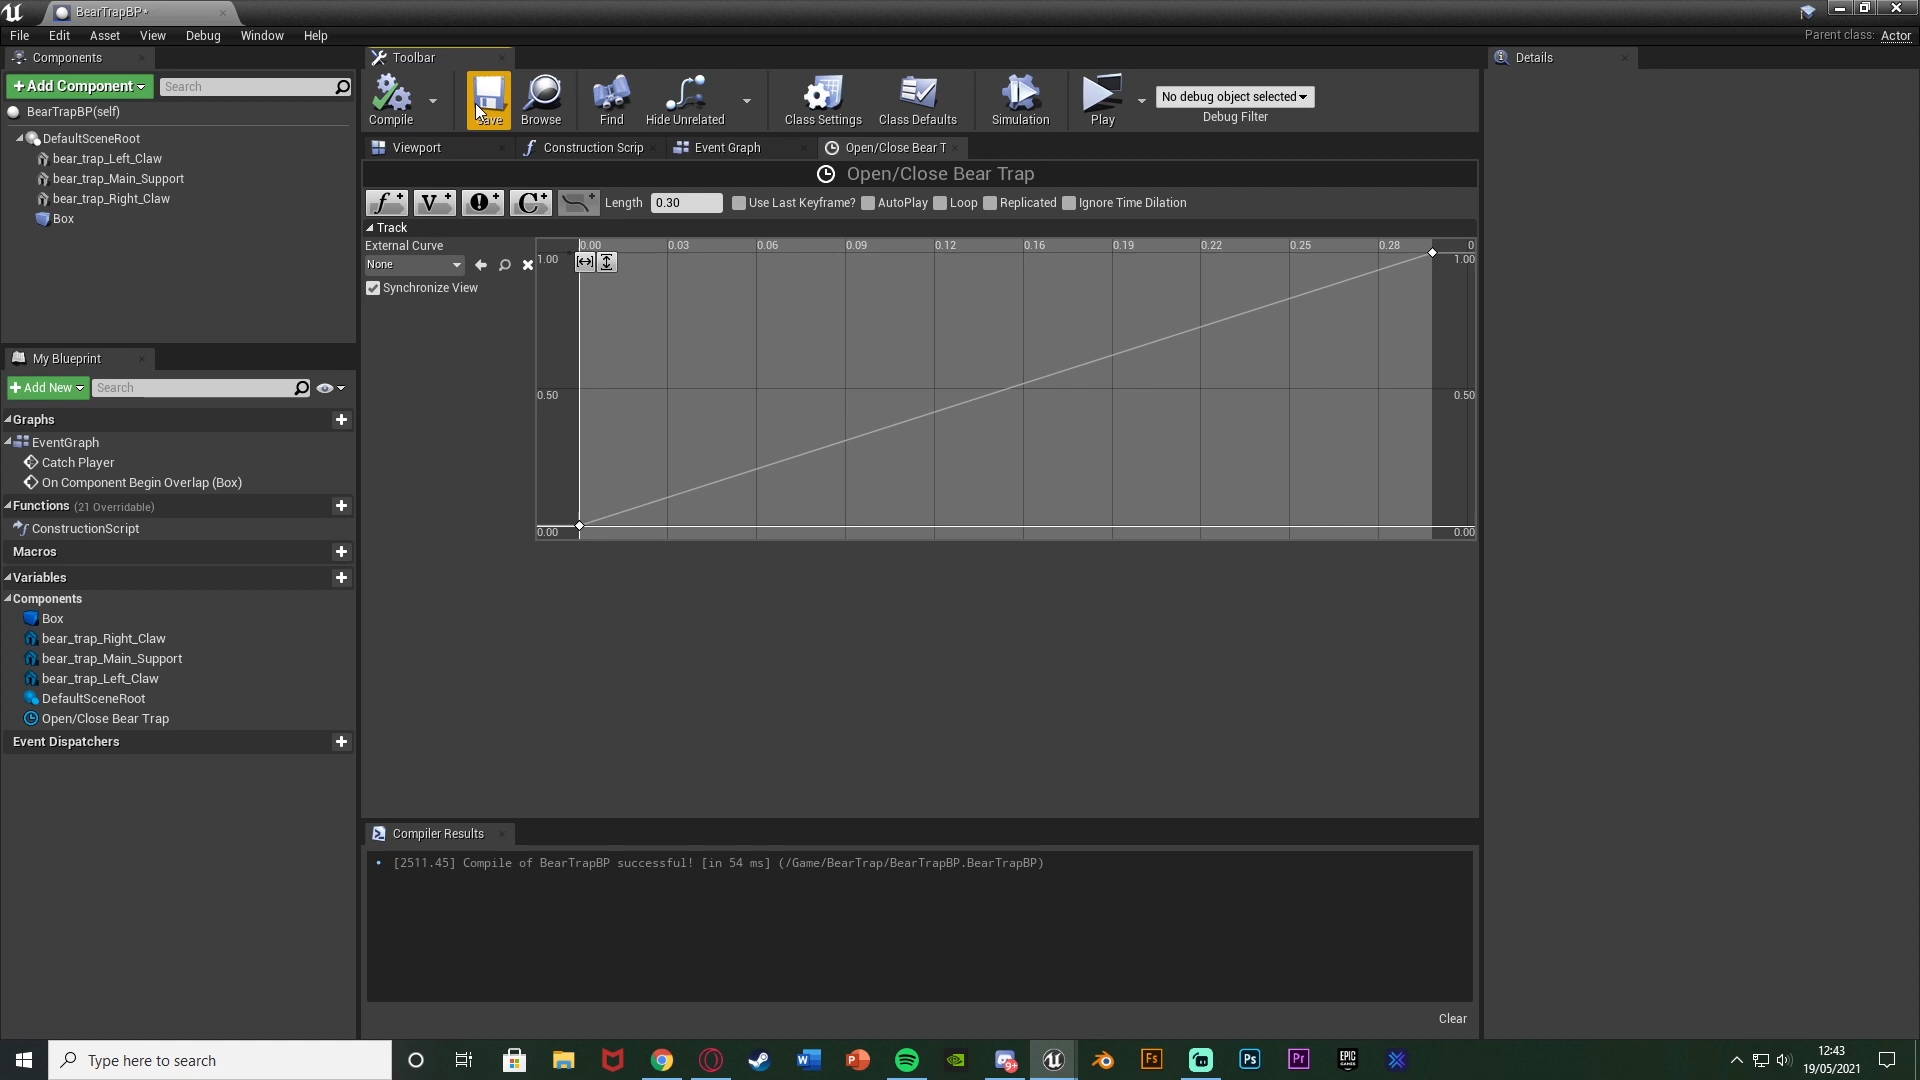 BearTrapBP*
File Edit Asset View Debug Window Help
Parent class: Actor
Components
Toolbar
Details
Add Component
Search
Compile
Save
Browse
Find
Hide Unrelated
Class Settings
Class Defaults
Simulation
Play
No debug object selected
Debug Filter
BearTrapBP(self)
DefaultSceneRoot
bear_trap_Left_Claw
bear_trap_Main_Support
bear_trap_Right_Claw
Box
Viewport
Construction Scrip
Event Graph
Open/Close Bear T
Open/Close Bear Trap
Length 0.30 Use Last Keyframe? AutoPlay Loop Replicated Ignore Time Dilation
Track
External Curve
None
Synchronize View
0.00 0.03 0.06 0.09 0.12 0.16 0.19 0.22 0.25 0.28 0
1.00 1.00
0.50 0.50
0.00 0.00
My Blueprint
Add New
Search
Graphs
EventGraph
Catch Player
On Component Begin Overlap (Box)
Functions (21 Overridable)
ConstructionScript
Macros
Variables
Components
Box
bear_trap_Right_Claw
bear_trap_Main_Support
bear_trap_Left_Claw
DefaultSceneRoot
Open/Close Bear Trap
Event Dispatchers
Compiler Results
[2511.45] Compile of BearTrapBP successful! [in 54 ms] (/Game/BearTrap/BearTrapBP.BearTrapBP)
Clear
Type here to search
12:43
19/05/2021